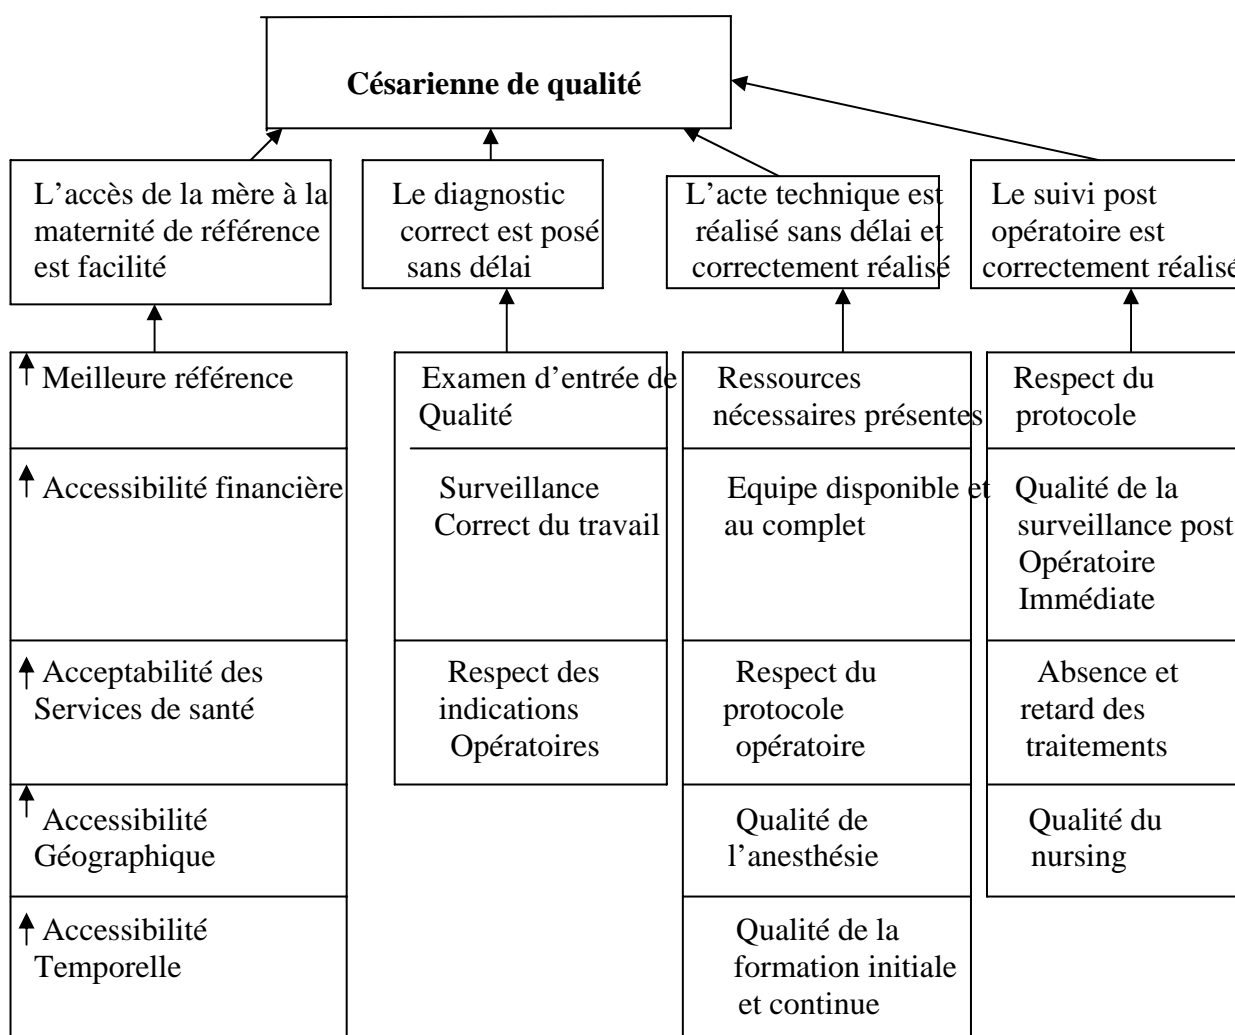 Césarienne de qualité
L’accès de la mère à la
maternité de référence
est facilité
Le diagnostic
correct est posé
sans délai
L’acte technique est
réalisé sans délai et
correctement réalisé
Le suivi post
opératoire est
correctement réalisé
Meilleure référence
Accessibilité financière
Acceptabilité des
Services de santé
Accessibilité
Géographique
Accessibilité
Temporelle
Examen d’entrée de
Qualité
Surveillance
Correct du travail
Respect des
indications
Opératoires
Ressources
nécessaires présentes
Equipe disponible et
au complet
Respect du
protocole
opératoire
Qualité de
l’anesthésie
Qualité de la
formation initiale
et continue
Respect du
protocole
Qualité de la
surveillance post
Opératoire
Immédiate
Absence et
retard des
traitements
Qualité du
nursing